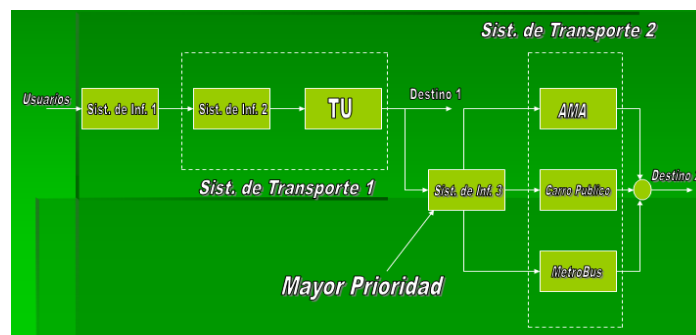 Sist. de Transporte 2
Usuarios
Sist. de Inf. 1
Sist. de Inf. 2
TU
Destino 1
AMA
Sist. de Transporte 1
Sist. de Inf. 3
Carro Publico
Destino
Mayor Prioridad
MetroBus